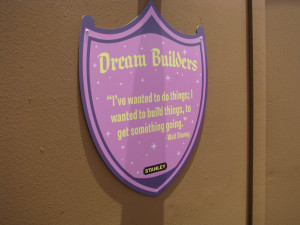 Dream Builders
"I've wanted to do things; I
wanted to build things, to
get something going."
Walt Disney
STANLEY